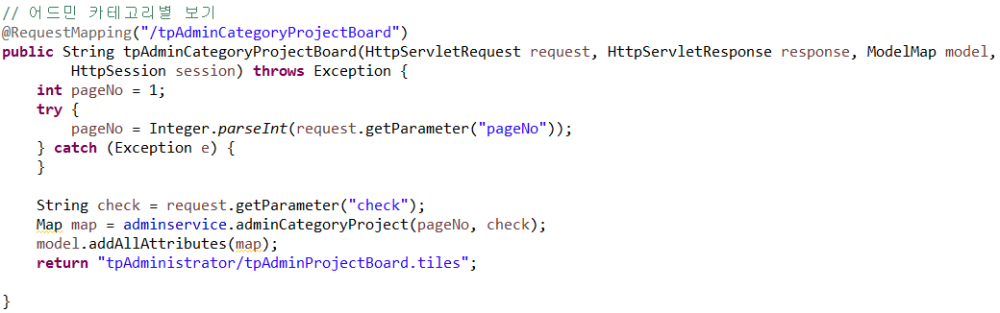 // 어드민 카테고리별 보기
@RequestMapping("/tpAdminCategoryProjectBoard")
public String tpAdminCategoryProjectBoard(HttpServletRequest request, HttpServletResponse response, ModelMap model,
HttpSession session) throws Exception {
int pageNo = 1;
try {
pageNo = Integer.parseInt(request.getParameter("pageNo"));
} catch (Exception e) {
}
String check = request.getParameter("check");
Map map = adminservice.adminCategoryProject(pageNo, check);
model.addAllAttributes(map);
return "tpAdministrator/tpAdminProjectBoard.tiles";
}